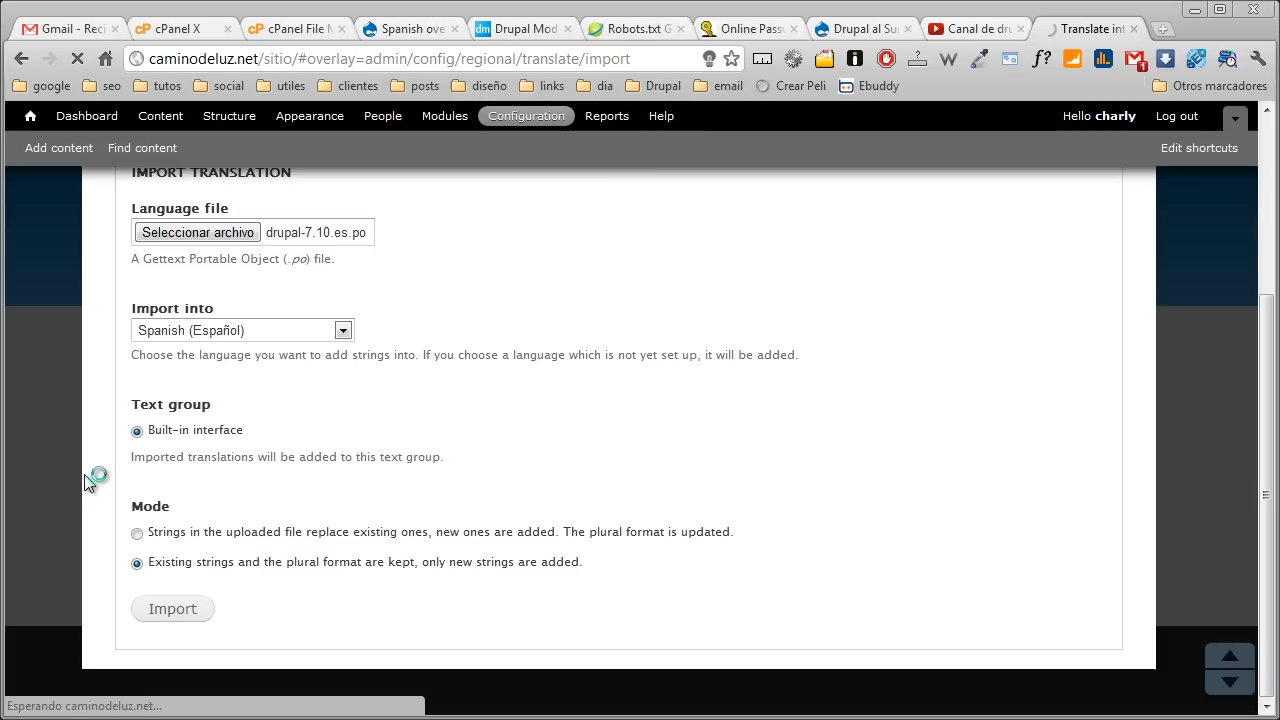 Gmail - Reci
cPanel X
cPanel File M
Spanish ove
Drupal Mod
Robots.txt G
Online Passw
Drupal al Su
Canal de dru
Translate int
caminodeluz.net/sitio/#overlay=admin/config/regional/translate/import
google
seo
tutos
social
utiles
clientes
posts
diseño
links
dia
Drupal
email
Crear Peli
Ebuddy
Otros marcadores
Dashboard
Content
Structure
Appearance
People
Modules
Configuration
Reports
Help
Hello charly
Log out
Add content
Find content
Edit shortcuts
IMPORT TRANSLATION
Language file
Seleccionar archivo drupal-7.10.es.po
A Gettext Portable Object (.po) file.
Import into
Spanish (Español)
Choose the language you want to add strings into. If you choose a language which is not yet set up, it will be added.
Text group
Built-in interface
Imported translations will be added to this text group.
Mode
Strings in the uploaded file replace existing ones, new ones are added. The plural format is updated.
Existing strings and the plural format are kept, only new strings are added.
Import
Esperando caminodeluz.net...